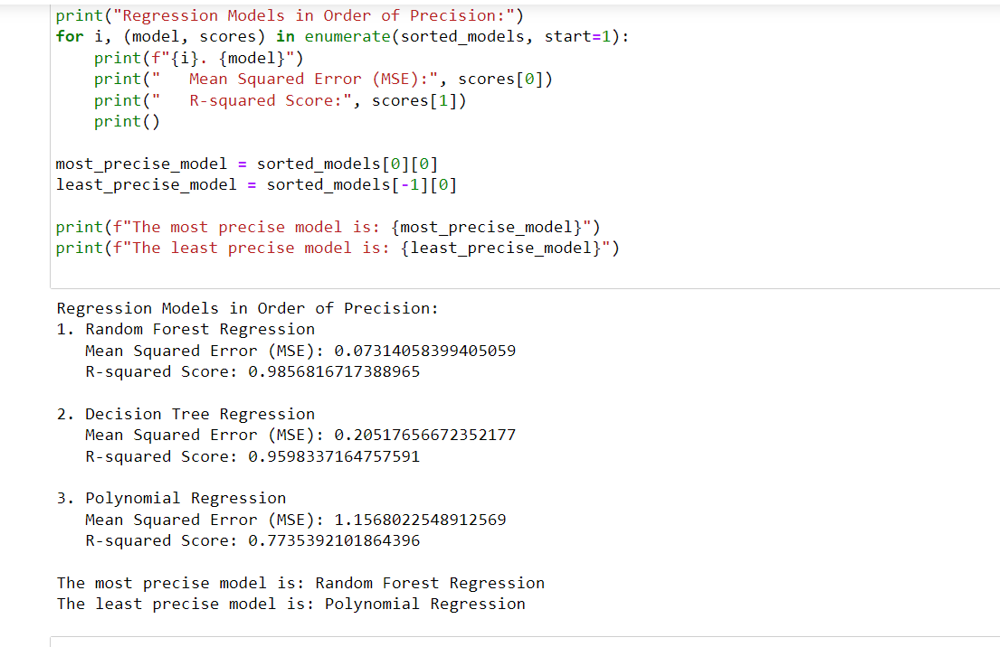 print("Regression Models in Order of Precision:")
for i, (model, scores) in enumerate(sorted_models, start=1):
    print(f"{i}. {model}")
    print("   Mean Squared Error (MSE):", scores[0])
    print("   R-squared Score:", scores[1])
    print()

most_precise_model = sorted_models[0][0]
least_precise_model = sorted_models[-1][0]

print(f"The most precise model is: {most_precise_model}")
print(f"The least precise model is: {least_precise_model}")

Regression Models in Order of Precision:
1. Random Forest Regression
   Mean Squared Error (MSE): 0.07314058399405059
   R-squared Score: 0.9856816717388965

2. Decision Tree Regression
   Mean Squared Error (MSE): 0.20517656672352177
   R-squared Score: 0.9598337164757591

3. Polynomial Regression
   Mean Squared Error (MSE): 1.1568022548912569
   R-squared Score: 0.7735392101864396

The most precise model is: Random Forest Regression
The least precise model is: Polynomial Regression